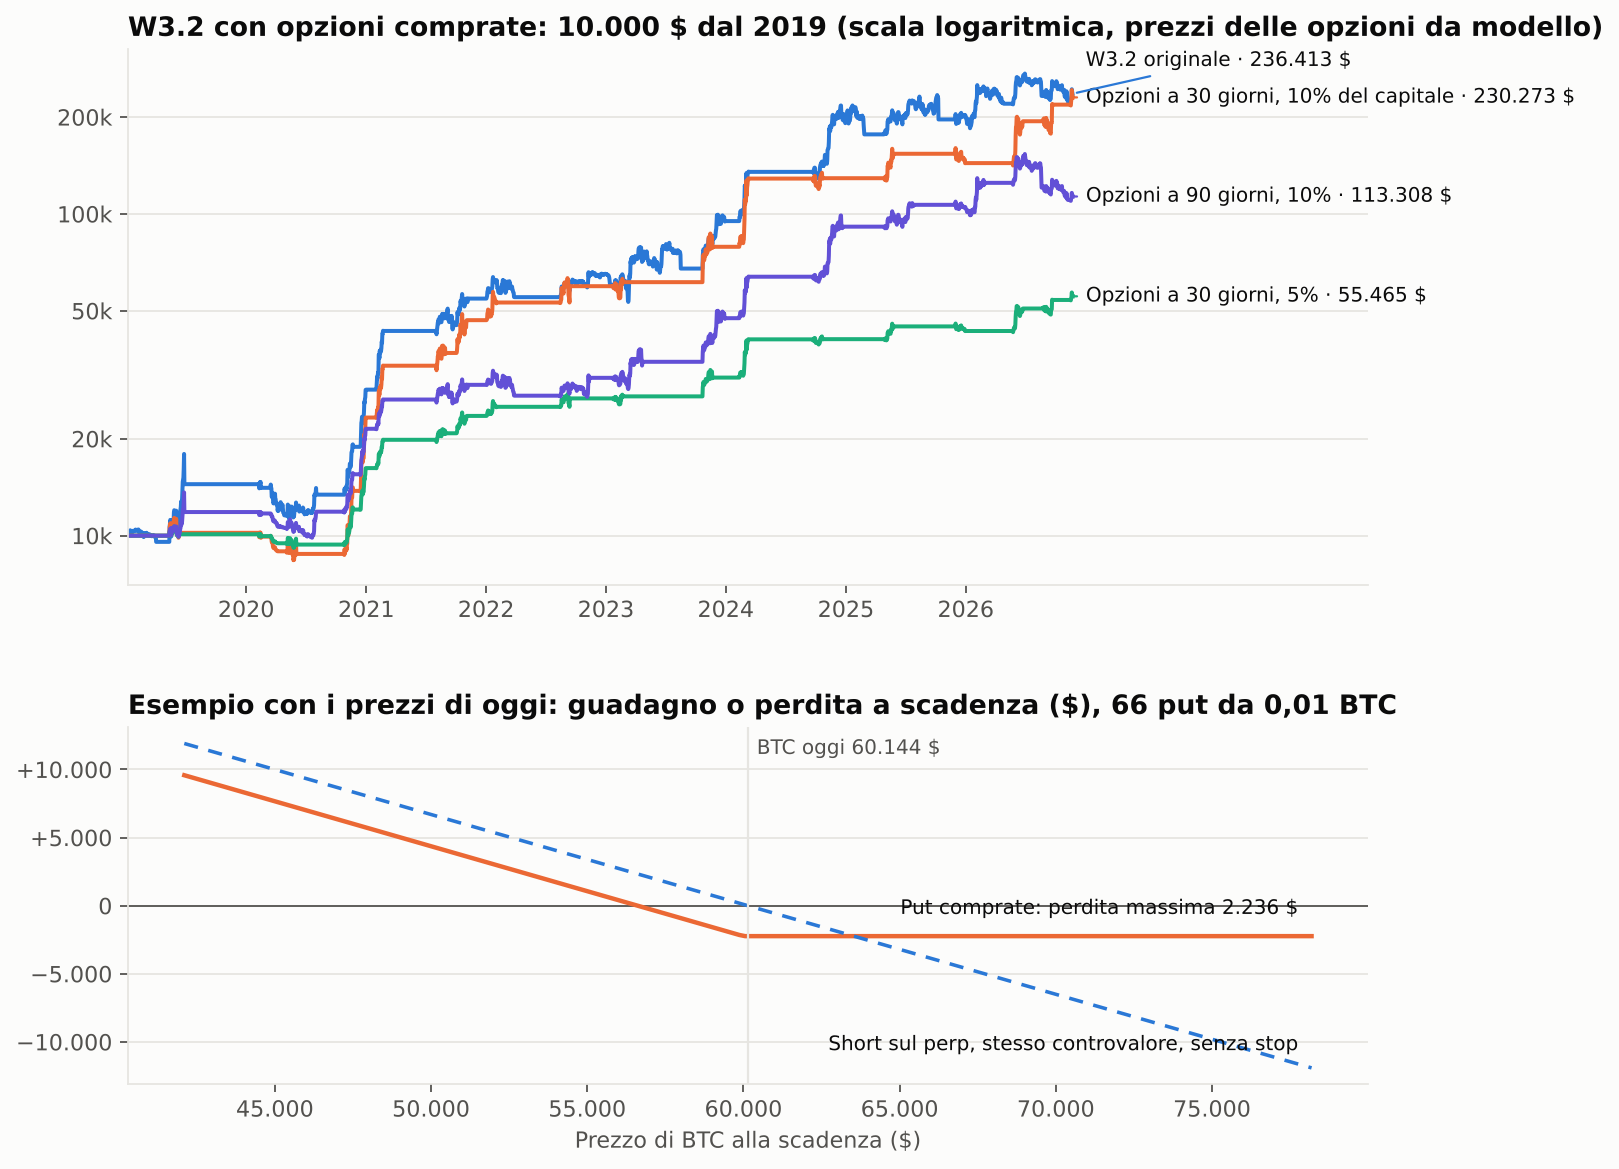 W3.2 con opzioni comprate: 10.000 $ dal 2019 (scala logaritmica, prezzi delle opzioni da modello)
W3.2 originale · 236.413 $
Opzioni a 30 giorni, 10% del capitale · 230.273 $
200k
Opzioni a 90 giorni, 10% · 113.308 $
100k
Opzioni a 30 giorni, 5% · 55.465 $
50k
20k
10k
2020 2021 2022 2023 2024 2025 2026
Esempio con i prezzi di oggi: guadagno o perdita a scadenza ($), 66 put da 0,01 BTC
BTC oggi 60.144 $
+10.000
+5.000
0
Put comprate: perdita massima 2.236 $
−5.000
−10.000
Short sul perp, stesso controvalore, senza stop
45.000 50.000 55.000 60.000 65.000 70.000 75.000
Prezzo di BTC alla scadenza ($)